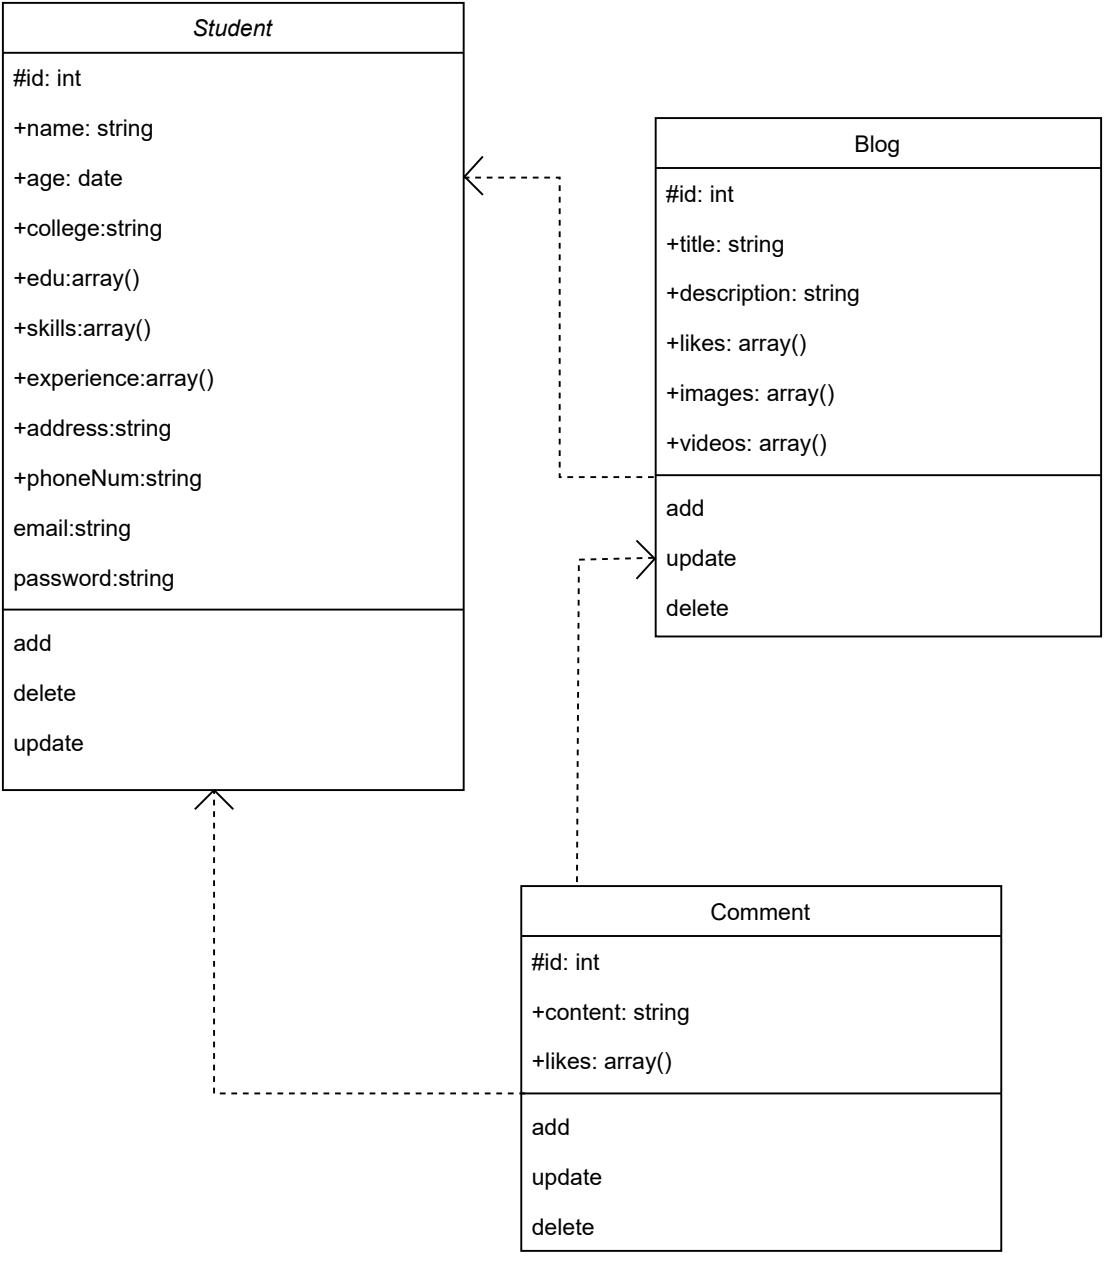 Student
#id: int
+name: string
+age: date
+college:string
+edu:array()
+skills:array()
+experience:array()
+address:string
+phoneNum:string
email:string
password:string
add
delete
update
Blog
#id: int
+title: string
+description: string
+likes: array()
+images: array()
+videos: array()
add
update
delete
Comment
#id: int
+content: string
+likes: array()
add
update
delete